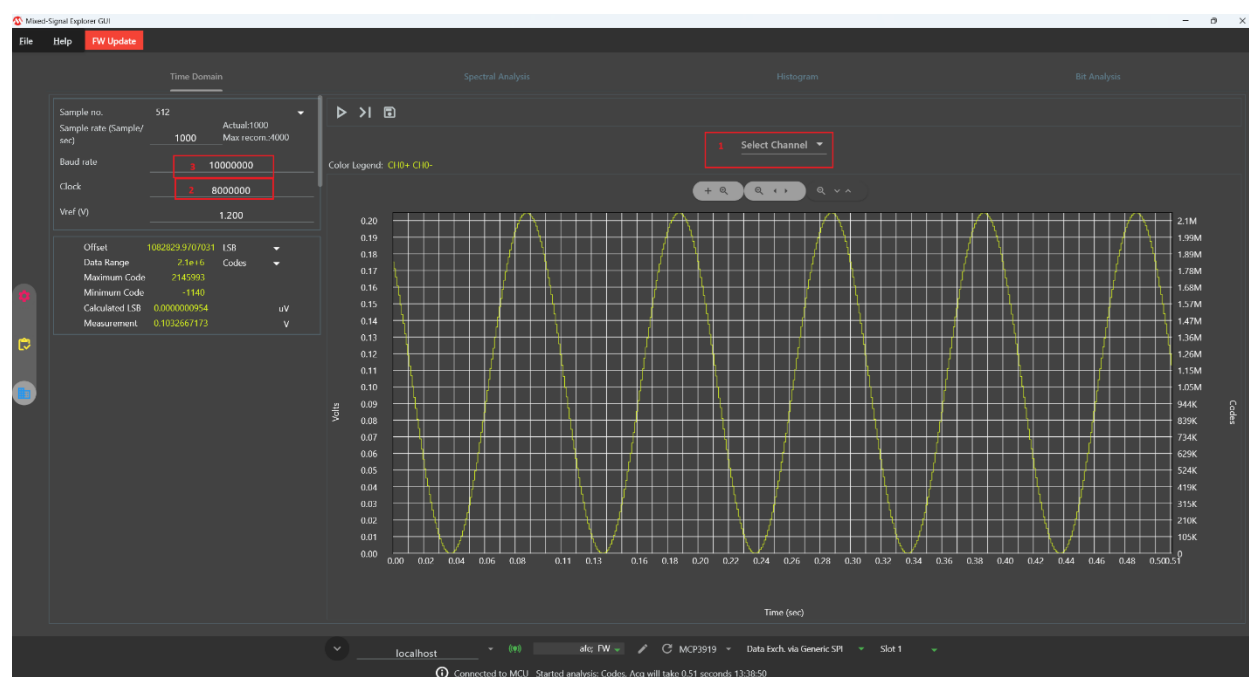 Mixed-Signal Explorer GUI
File Help FW Update
Time Domain Spectral Analysis Histogram Bit Analysis
Sample no. 512
Sample rate (Sample/
sec) 1000 Actual:1000
Max recom.:4000
Baud rate 3 10000000
Clock 2 8000000
Vref (V) 1.200
Offset 1082829.9707031 LSB
Data Range 2.1e+6 Codes
Maximum Code 2145993
Minimum Code -1140
Calculated LSB 0.0000000954 uV
Measurement 0.1032667173 V
1 Select Channel
Color Legend: CH0+ CH0-
Volts
0.20
0.19
0.18
0.17
0.16
0.15
0.14
0.13
0.12
0.11
0.10
0.09
0.08
0.07
0.06
0.05
0.04
0.03
0.02
0.01
0.00
2.1M
1.99M
1.89M
1.78M
1.68M
1.57M
1.47M
1.36M
1.26M
1.15M
1.05M
944K
839K
734K
629K
524K
419K
315K
210K
105K
0
Codes
0.00 0.02 0.04 0.06 0.08 0.11 0.13 0.16 0.18 0.20 0.22 0.24 0.26 0.28 0.30 0.32 0.34 0.36 0.38 0.40 0.42 0.44 0.46 0.48 0.50 0.51
Time (sec)
localhost afe; FW MCP3919 Data Exch. via Generic SPI Slot 1
Connected to MCU Started analysis: Codes. Acq will take 0.51 seconds 13:38:50